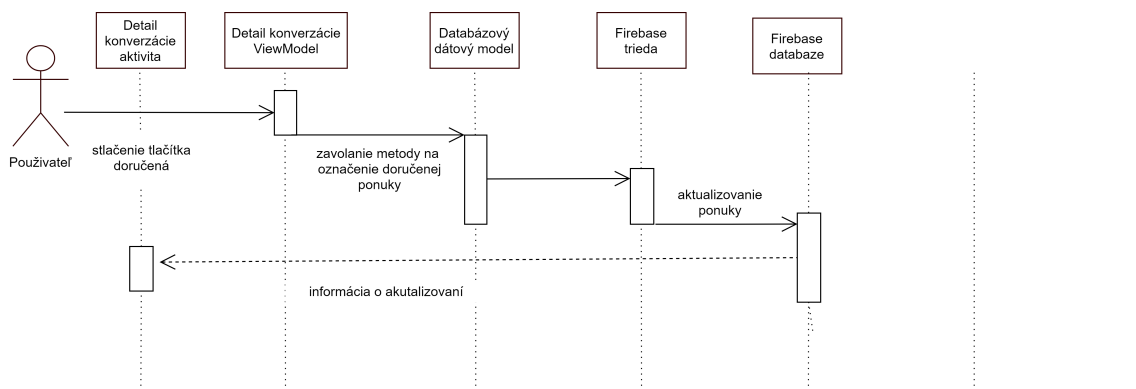 Detail
konverzácie
aktivita
Detail konverzácie
ViewModel
Databázový
dátový model
Firebase
trieda
Firebase
databaze
Používateľ
stlačenie tlačítka
doručená
zavolanie metody na
označenie doručenej
ponuky
aktualizovanie
ponuky
informácia o akutalizovaní